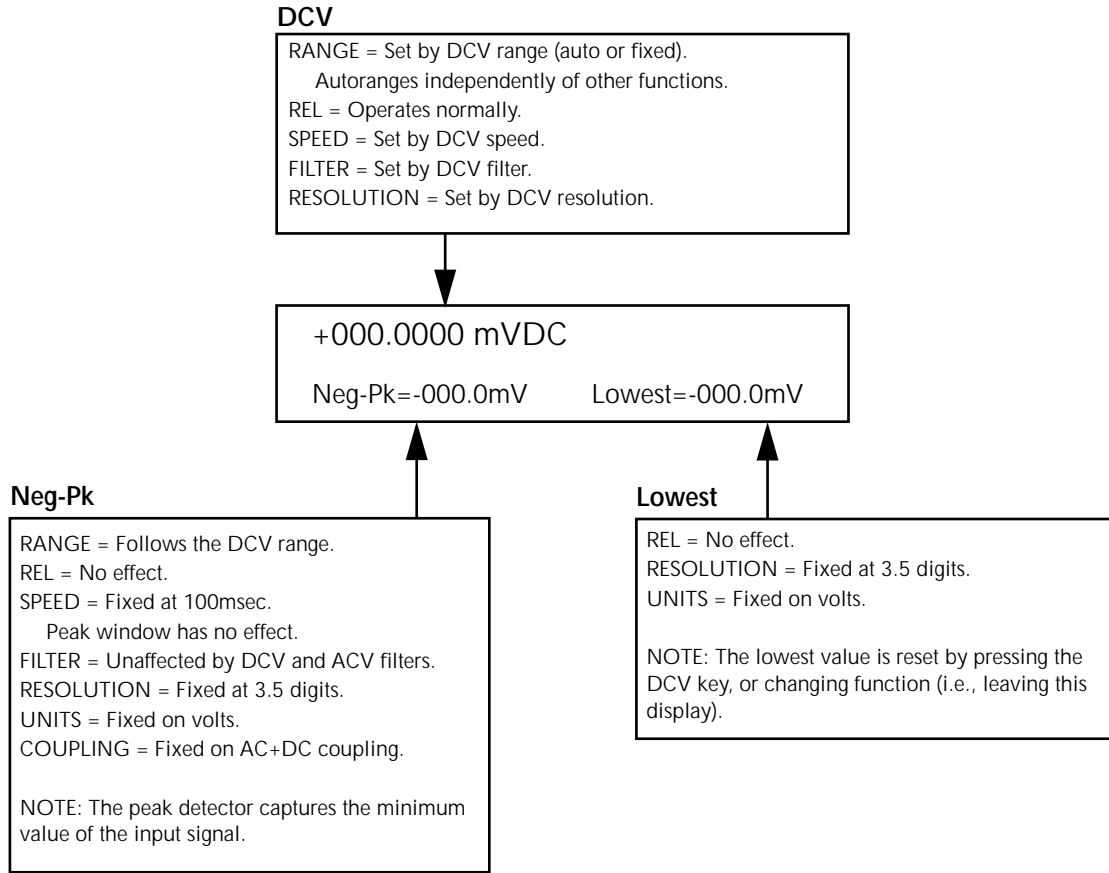 DCV
RANGE = Set by DCV range (auto or fixed).
Autoranges independently of other functions.
REL = Operates normally.
SPEED = Set by DCV speed.
FILTER = Set by DCV filter.
RESOLUTION = Set by DCV resolution.
+000.0000 mVDC
Neg-Pk=-000.0mV Lowest=-000.0mV
Neg-Pk
RANGE = Follows the DCV range.
REL = No effect.
SPEED = Fixed at 100msec.
Peak window has no effect.
FILTER = Unaffected by DCV and ACV filters.
RESOLUTION = Fixed at 3.5 digits.
UNITS = Fixed on volts.
COUPLING = Fixed on AC+DC coupling.
NOTE: The peak detector captures the minimum
value of the input signal.
Lowest
REL = No effect.
RESOLUTION = Fixed at 3.5 digits.
UNITS = Fixed on volts.
NOTE: The lowest value is reset by pressing the
DCV key, or changing function (i.e., leaving this
display).